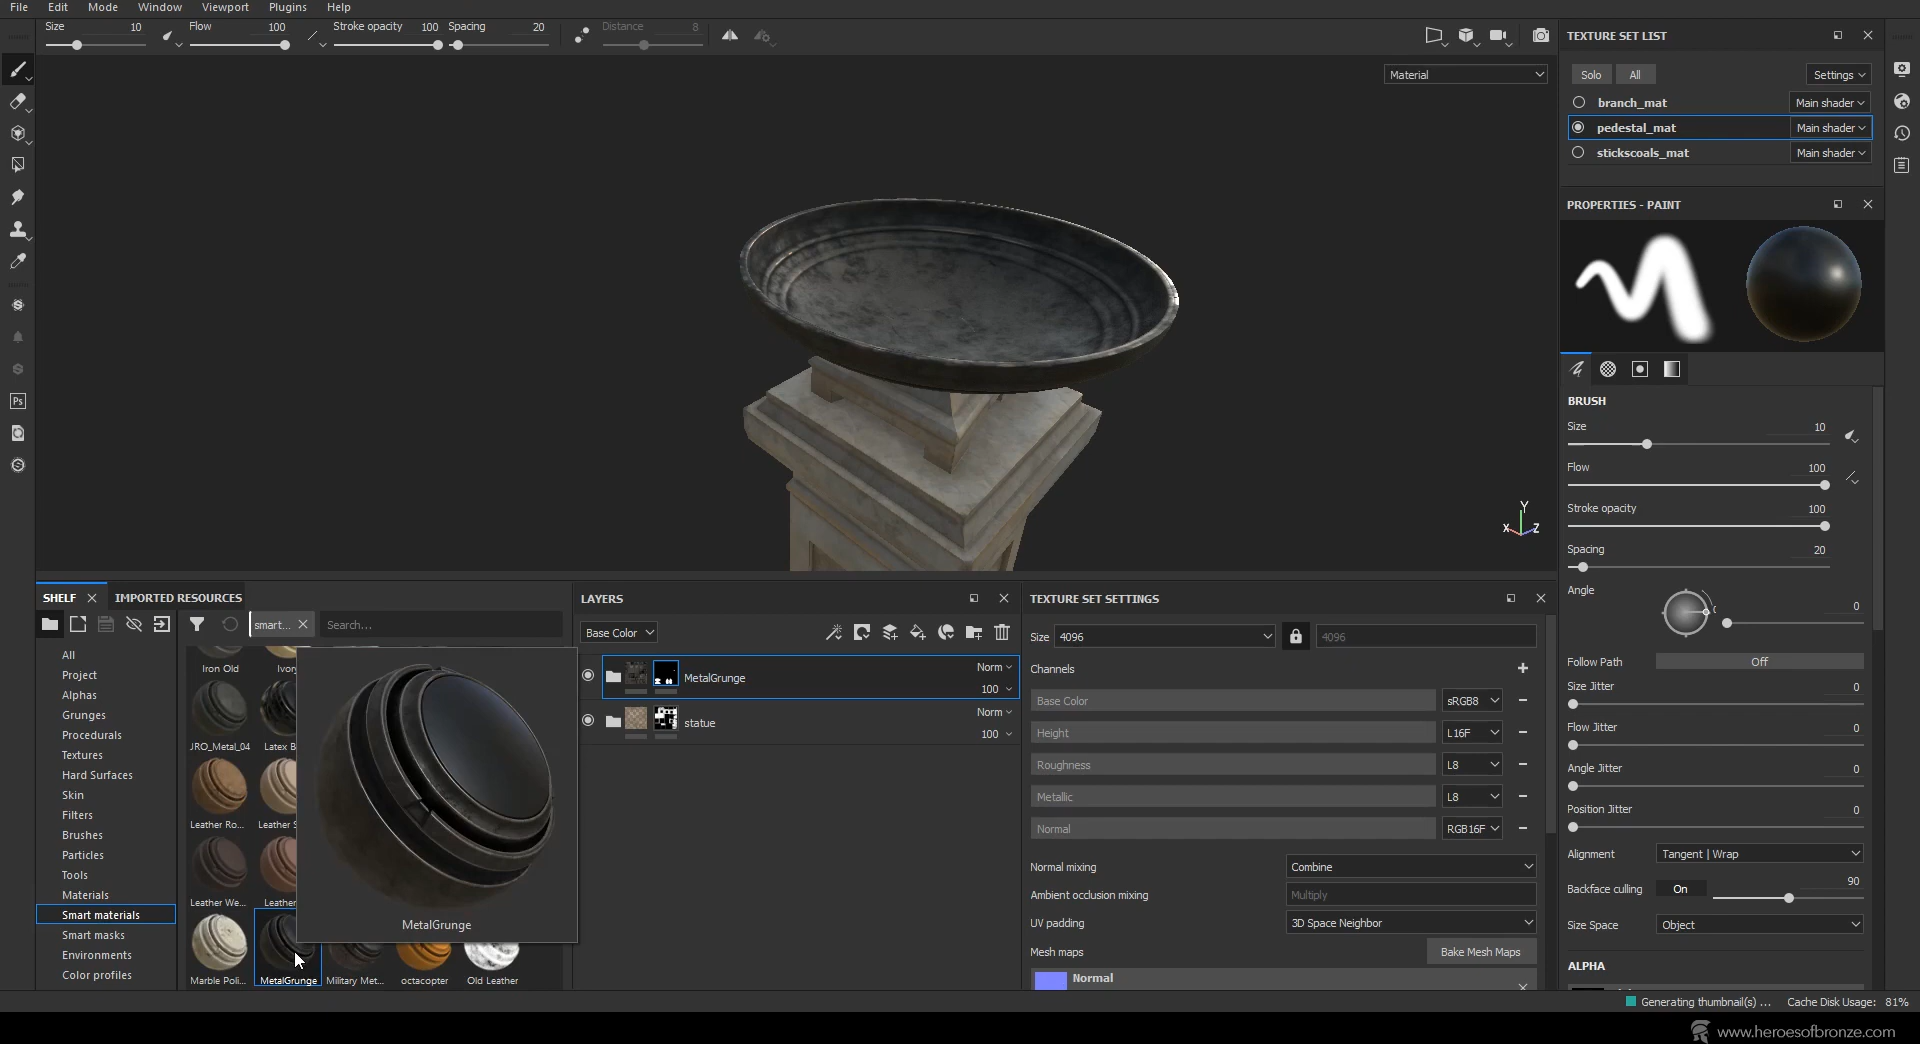 File Edit Mode Window Viewport Plugins Help
Size 10 Flow 100 Stroke opacity 100 Spacing 20 Distance 8
Material
TEXTURE SET LIST
Solo All Settings
branch_mat Main shader
pedestal_mat Main shader
stickscoals_mat Main shader
PROPERTIES - PAINT
BRUSH
Size 10
Flow 100
Stroke opacity 100
Spacing 20
Angle 0
Follow Path Off
Size Jitter 0
Flow Jitter 0
Angle Jitter 0
Position Jitter 0
Alignment Tangent | Wrap
Backface culling On 90
Size Space Object
ALPHA
Y
X Z
Ps
SHELF IMPORTED RESOURCES
smart... Search...
All
Project
Alphas
Grunges
Procedurals
Textures
Hard Surfaces
Skin
Filters
Brushes
Particles
Tools
Materials
Smart materials
Smart masks
Environments
Color profiles
Iron Old Ivory
JRO_Metal_04 Latex B
Leather Ro... Leather S
Leather We... Leather
Marble Poli... MetalGrunge Military Met... octacopter Old Leather
MetalGrunge
LAYERS
Base Color
MetalGrunge Norm
100
statue Norm
100
TEXTURE SET SETTINGS
Size 4096 4096
Channels
Base Color sRGB8
Height L16F
Roughness L8
Metallic L8
Normal RGB16F
Normal mixing Combine
Ambient occlusion mixing Multiply
UV padding 3D Space Neighbor
Mesh maps Bake Mesh Maps
Normal
Generating thumbnail(s) ... Cache Disk Usage: 81%
www.heroesofbronze.com